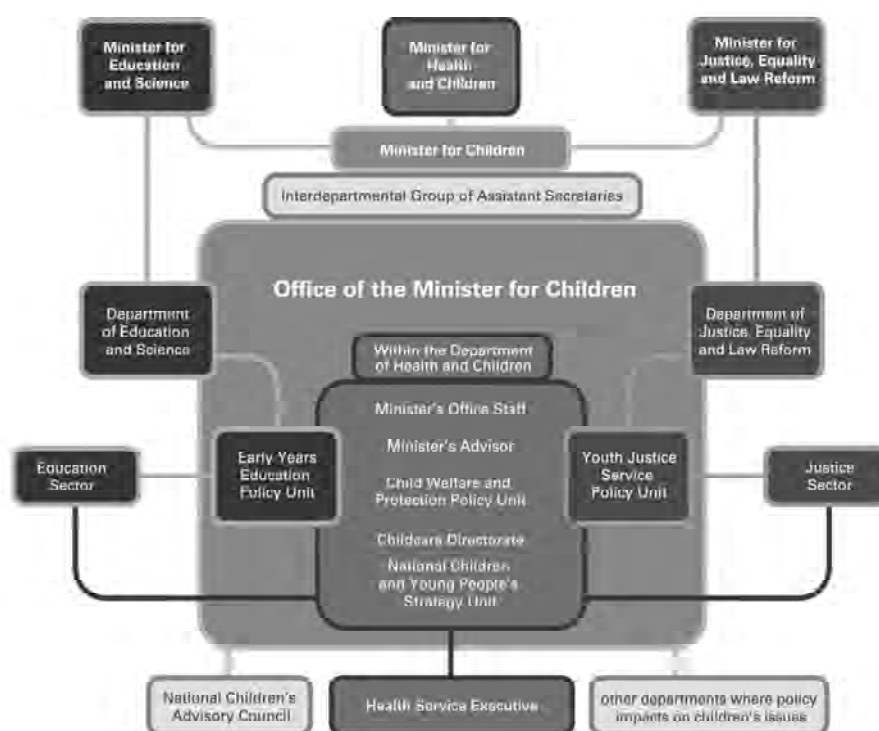 Minister for
Education
and Science
Minister for
Health
and Children
Minister for
Justice, Equality
and Law Reform
Minister for Children
Interdepartmental Group of Assistant Secretaries
Office of the Minister for Children
Department
of Education
and Science
Department of
Justice, Equality
and Law Reform
Within the Department
of Health and Children
Minister's Office Staff
Minister's Advisor
Child Welfare and
Protection Policy Unit
Childcare Directorate
National Children
and Young People's
Strategy Unit
Education
Sector
Early Years
Education
Policy Unit
Youth Justice
Service
Policy Unit
Justice
Sector
National Children's
Advisory Council
Health Service Executive
other departments where policy
impacts on children's issues